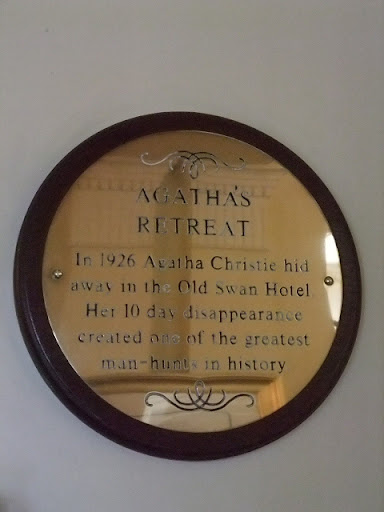 AGATHA'S
RETREAT
In 1926 Agatha Christie hid
away in the Old Swan Hotel.
Her 10 day disappearance
created one of the greatest
man-hunts in history